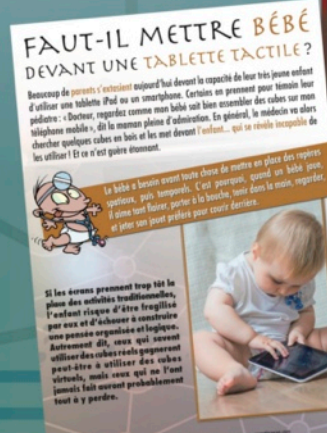 FAUT-IL METTRE BÉBÉ
DEVANT UNE TABLETTE TACTILE ?
Beaucoup de parents s'extasient aujourd'hui devant la capacité de leur très jeune enfant
d'utiliser une tablette iPad ou un smartphone. Certains en prennent pour témoin leur
pédiatre : « Docteur, regardez comme mon bébé sait bien assembler des cubes sur mon
téléphone mobile », dit la maman pleine d'admiration. En général, le médecin va alors
chercher quelques cubes en bois et les met devant l'enfant... qui se révèle incapable de
les utiliser ! Et ce n'est guère étonnant.
Le bébé a besoin avant toute chose de mettre en place des repères
spatiaux, puis temporels. C'est pourquoi, quand un bébé joue,
il aime tant flairer, porter à la bouche, tenir dans la main, regarder,
et jeter son jouet préféré pour courir derrière.
Si les écrans prennent trop tôt la
place des activités traditionnelles,
l'enfant risque d'être fragilisé
par eux et d'échouer à construire
une pensée organisée et logique.
Autrement dit, ceux qui savent
utiliser des cubes réels gagneront
peut-être à utiliser des cubes
virtuels, mais ceux qui ne l'ont
jamais fait auront probablement
tout à y perdre.